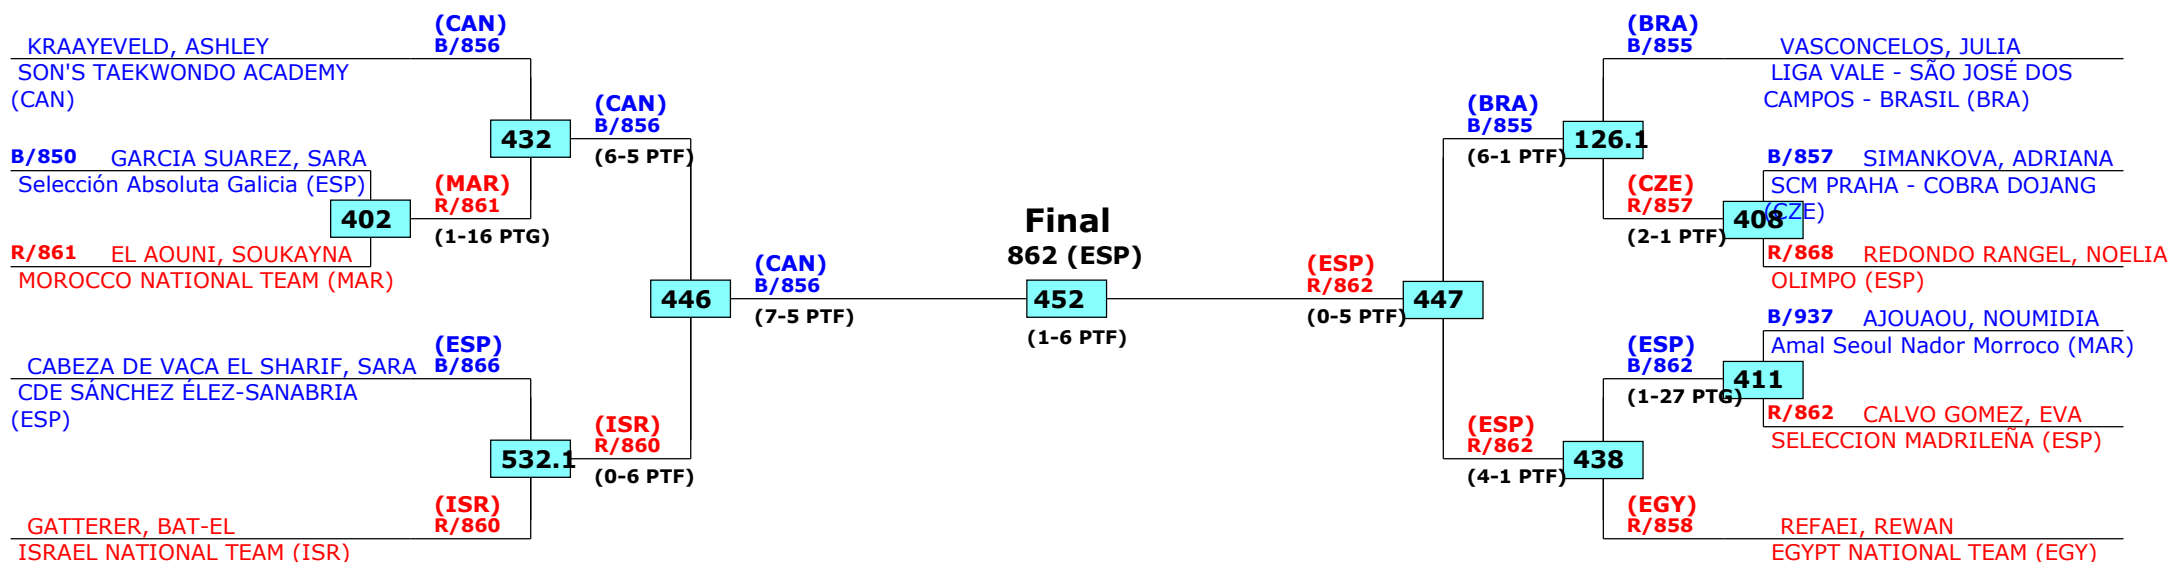 (CAN)
B/856
KRAAYEVELD, ASHLEY
SON'S TAEKWONDO ACADEMY
(CAN)
432
(CAN)
B/856
(6-5 PTF)
B/850 GARCIA SUAREZ, SARA
Selección Absoluta Galicia (ESP)
402
(MAR)
R/861
(1-16 PTG)
R/861 EL AOUNI, SOUKAYNA
MOROCCO NATIONAL TEAM (MAR)
446
(CAN)
B/856
(7-5 PTF)
(ESP)
B/866
CABEZA DE VACA EL SHARIF, SARA
CDE SÁNCHEZ ÉLEZ-SANABRIA
(ESP)
532.1
(ISR)
R/860
(0-6 PTF)
(ISR)
R/860
GATTERER, BAT-EL
ISRAEL NATIONAL TEAM (ISR)
Final
862 (ESP)
452
(1-6 PTF)
(ESP)
R/862
(0-5 PTF)
447
(BRA)
B/855
(6-1 PTF)
126.1
(BRA)
B/855
VASCONCELOS, JULIA
LIGA VALE - SÃO JOSÉ DOS
CAMPOS - BRASIL (BRA)
(CZE)
R/857
(2-1 PTF)
408
B/857 SIMANKOVA, ADRIANA
SCM PRAHA - COBRA DOJANG
(CZE)
R/868 REDONDO RANGEL, NOELIA
OLIMPO (ESP)
(ESP)
R/862
(4-1 PTF)
438
(ESP)
B/862
(1-27 PTG)
411
B/937 AJOUAOU, NOUMIDIA
Amal Seoul Nador Morroco (MAR)
R/862 CALVO GOMEZ, EVA
SELECCION MADRILEÑA (ESP)
(EGY)
R/858
REFAEI, REWAN
EGYPT NATIONAL TEAM (EGY)